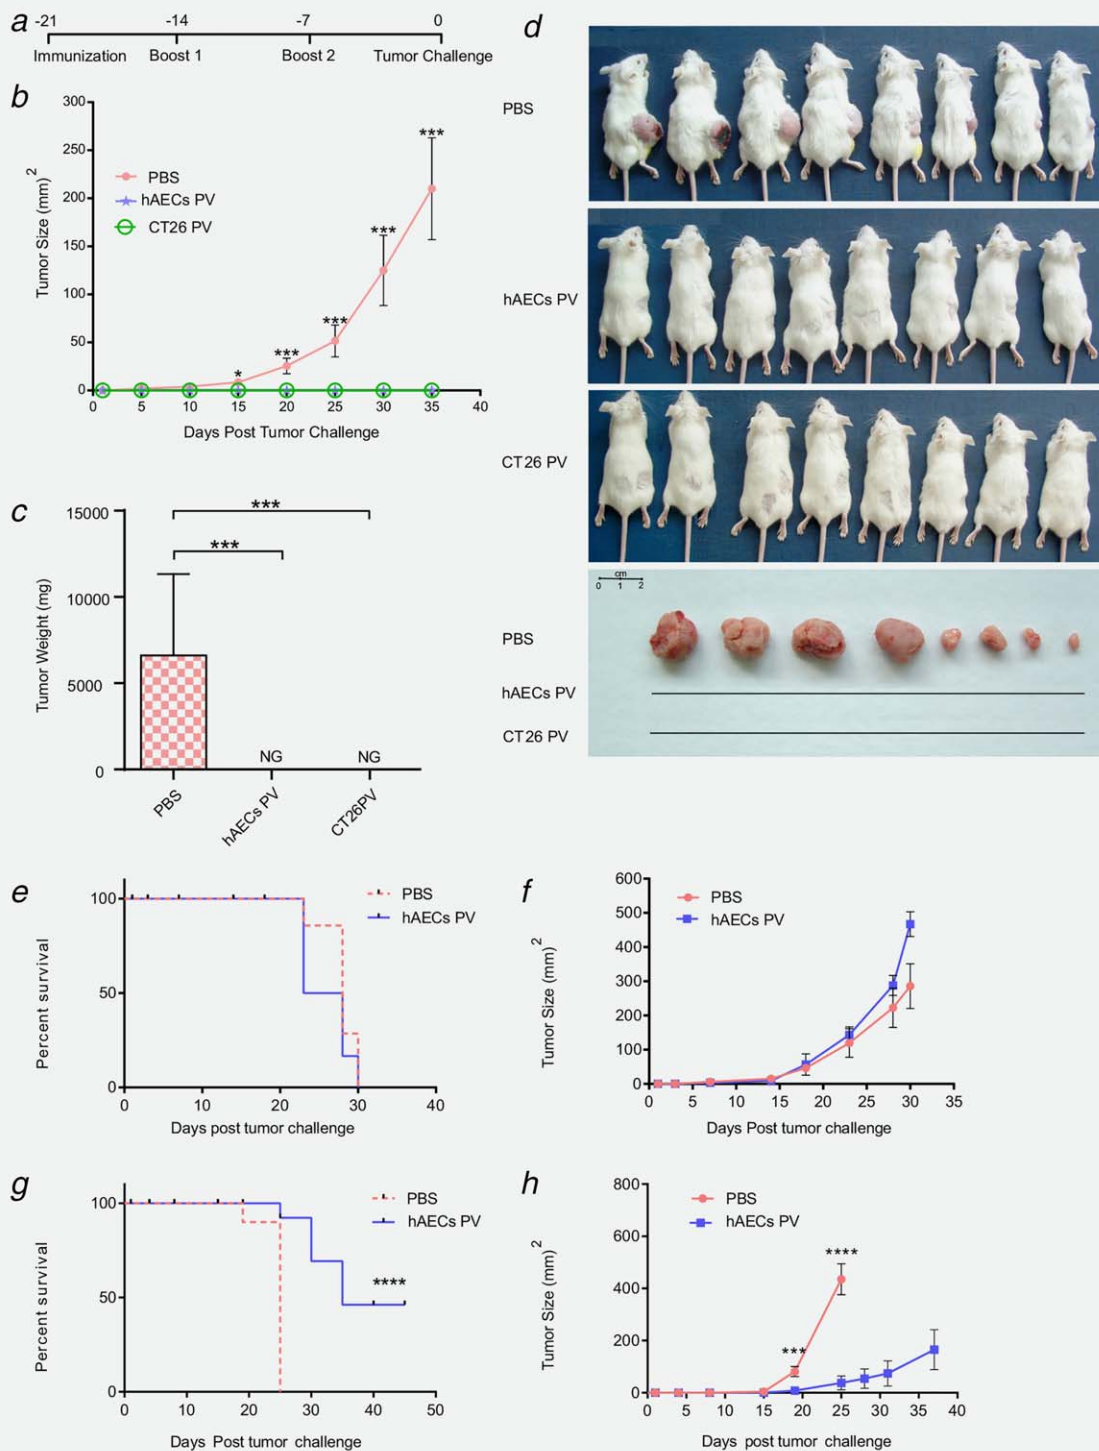 a
-21 -14 -7 0
Immunization Boost 1 Boost 2 Tumor Challenge
b
Tumor Size (mm)²
300
250
200
150
100
50
0
PBS
hAECs PV
CT26 PV
*
***
***
***
***
0 5 10 15 20 25 30 35 40
Days Post Tumor Challenge
c
Tumor Weight (mg)
15000
10000
5000
0
***
***
NG NG
PBS hAECs PV CT26PV
d
PBS
hAECs PV
CT26 PV
cm
0 1 2
PBS
hAECs PV
CT26 PV
e
Percent survival
100
50
0
PBS
hAECs PV
0 10 20 30 40
Days post tumor challenge
f
Tumor Size (mm)²
600
500
400
300
200
100
0
PBS
hAECs PV
0 5 10 15 20 25 30 35
Days Post tumor challenge
g
Percent survival
100
50
0
PBS
hAECs PV
****
0 10 20 30 40 50
Days Post tumor challenge
h
Tumor Size (mm)²
800
600
400
200
0
PBS
hAECs PV
****
***
0 5 10 15 20 25 30 35 40
Days post tumor challenge